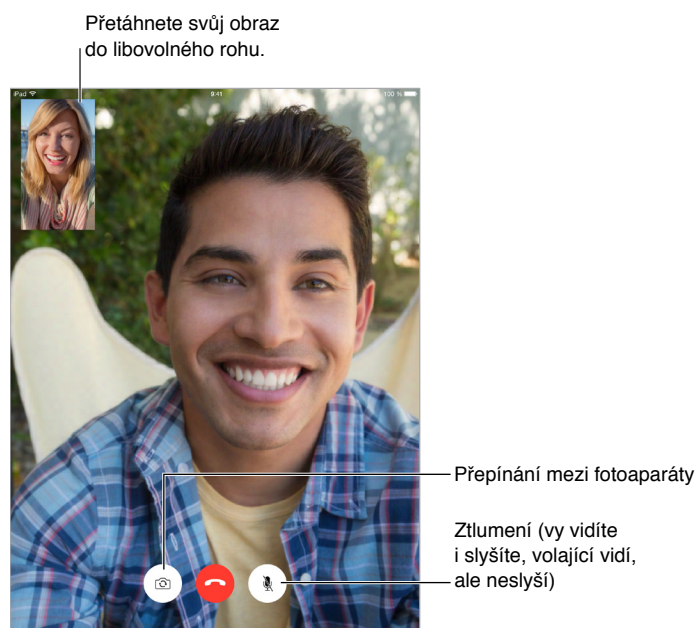 Přetáhnete svůj obraz
do libovolného rohu.
iPad 9:41 100 %
Přepínání mezi fotoaparáty
Ztlumení (vy vidíte
i slyšíte, volající vidí,
ale neslyší)